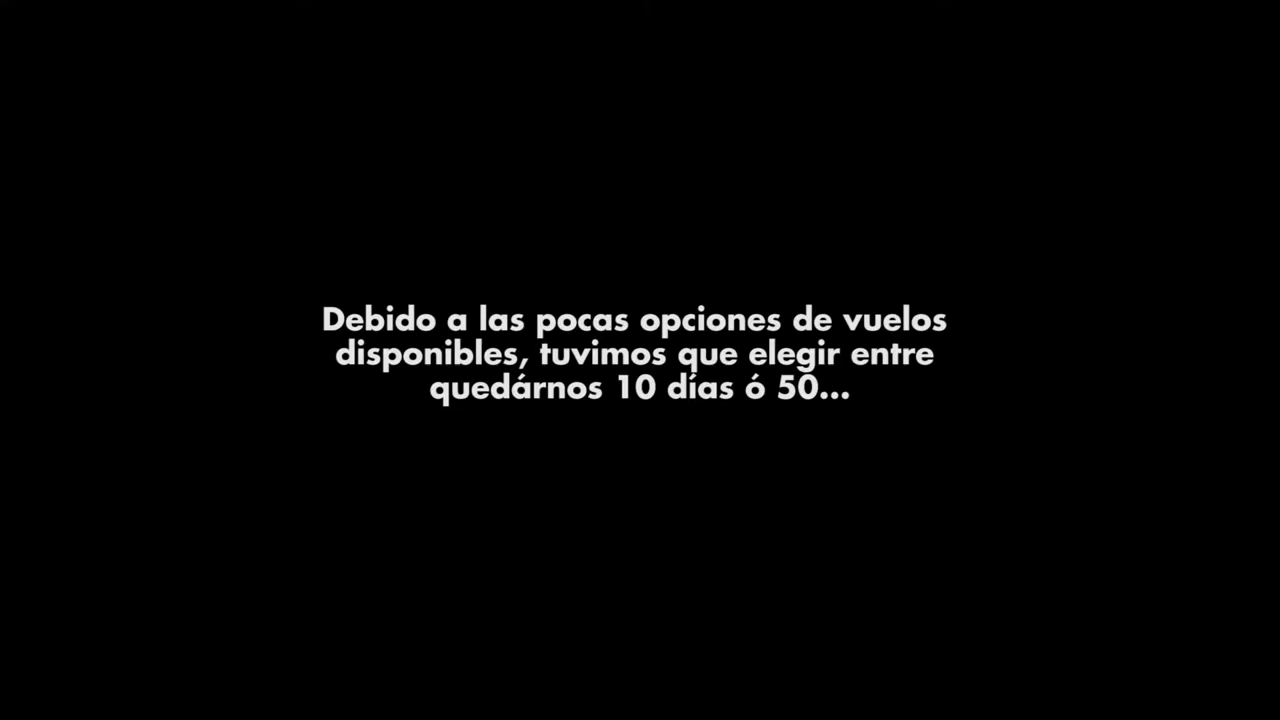 Debido a las pocas opciones de vuelos
disponibles, tuvimos que elegir entre
quedárnos 10 días ó 50...